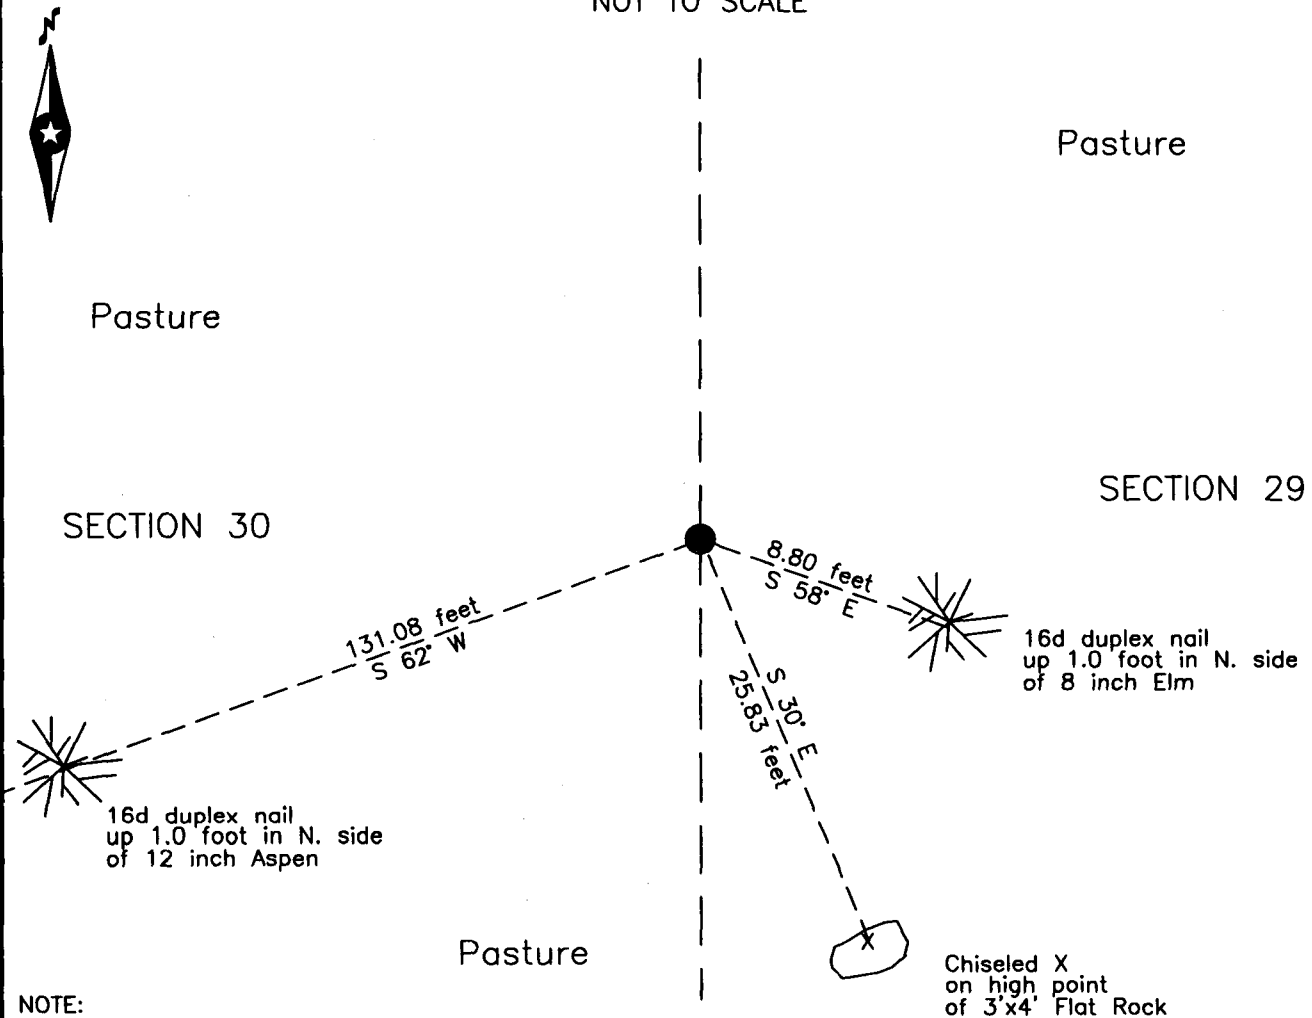 NOT TO SCALE
N
Pasture
Pasture
SECTION 29
SECTION 30
8.80 feet
S 58° E
131.08 feet
S 62° W
16d duplex nail
up 1.0 foot in N. side
of 8 inch Elm
S 30° E
25.83 feet
16d duplex nail
up 1.0 foot in N. side
of 12 inch Aspen
Pasture
X
Chiseled X
on high point
of 3'x4' Flat Rock
NOTE: